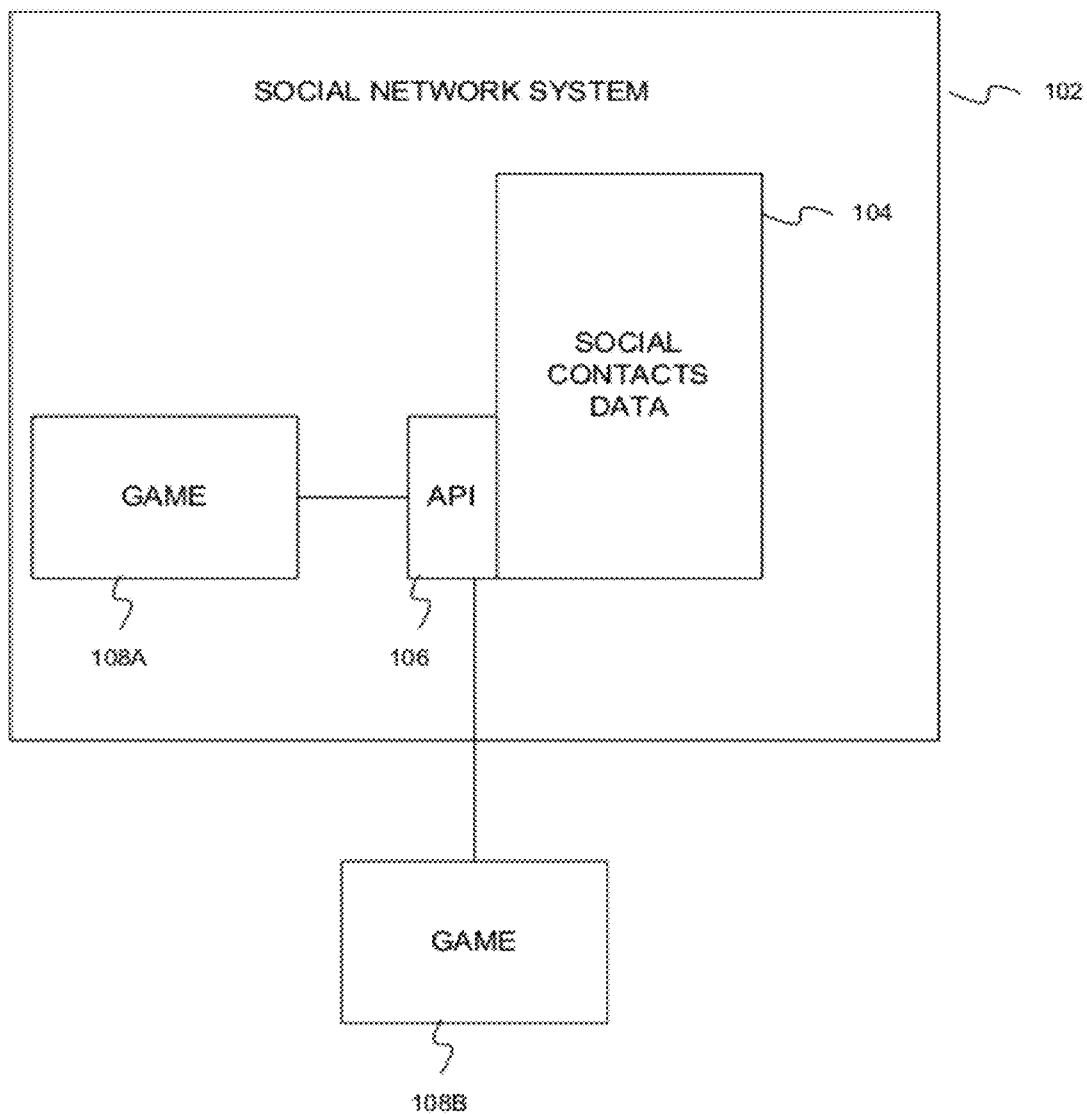 SOCIAL NETWORK SYSTEM
102
104
SOCIAL
CONTACTS
DATA
GAME
API
108A
106
GAME
108B